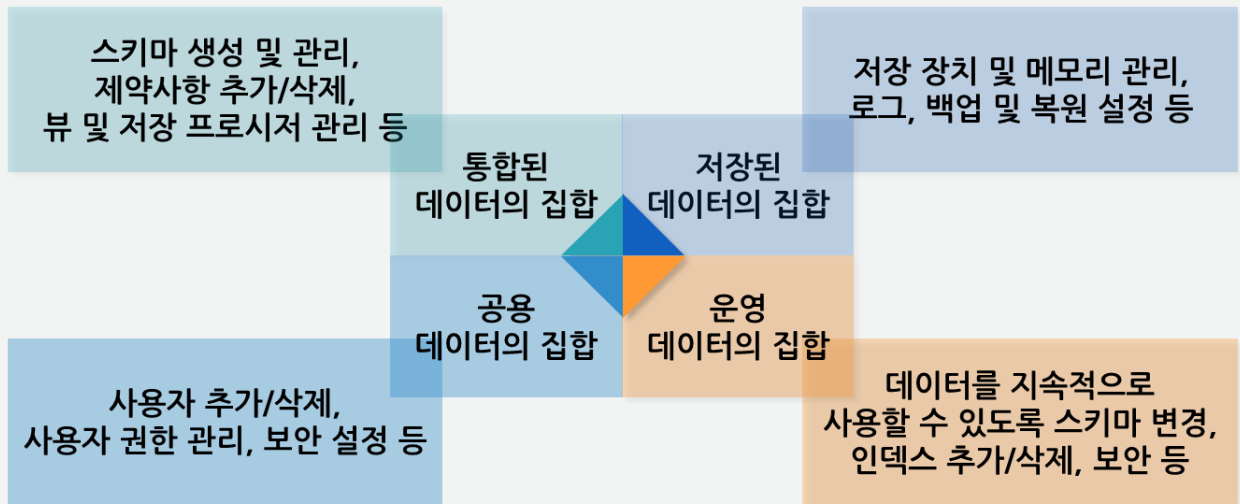 스키마 생성 및 관리,
제약사항 추가/삭제,
뷰 및 저장 프로시저 관리 등
통합된
데이터의 집합
저장 장치 및 메모리 관리,
로그, 백업 및 복원 설정 등
저장된
데이터의 집합
공용
데이터의 집합
사용자 추가/삭제,
사용자 권한 관리, 보안 설정 등
운영
데이터의 집합
데이터를 지속적으로
사용할 수 있도록 스키마 변경,
인덱스 추가/삭제, 보안 등